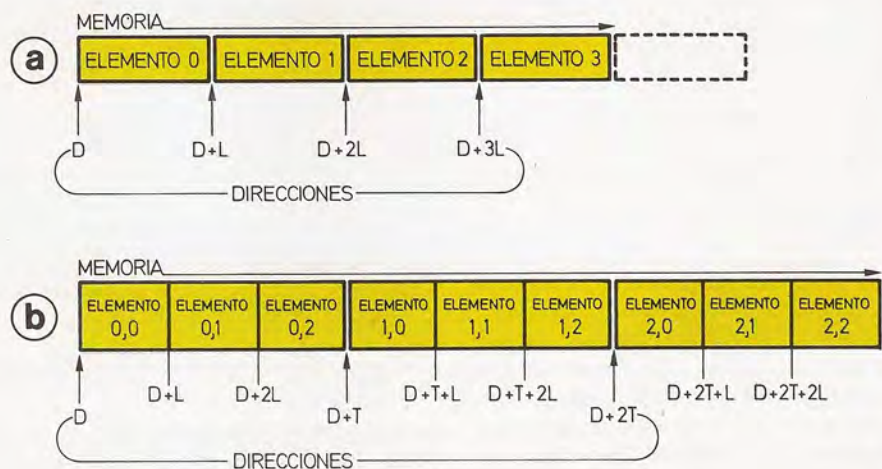 MEMORIA
a
ELEMENTO 0 ELEMENTO 1 ELEMENTO 2 ELEMENTO 3
D D+L D+2L D+3L
DIRECCIONES
MEMORIA
b
ELEMENTO 0,0 ELEMENTO 0,1 ELEMENTO 0,2 ELEMENTO 1,0 ELEMENTO 1,1 ELEMENTO 1,2 ELEMENTO 2,0 ELEMENTO 2,1 ELEMENTO 2,2
D D+L D+2L D+T D+T+L D+T+2L D+2T D+2T+L D+2T+2L
DIRECCIONES